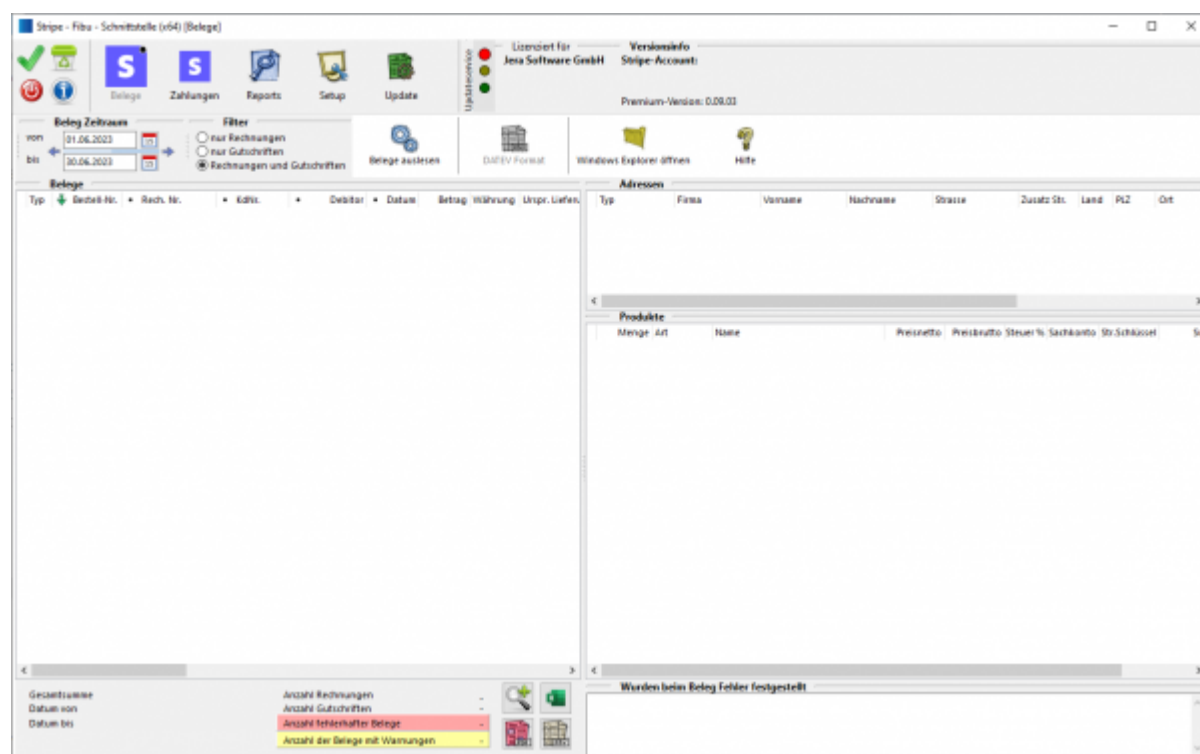 Stripe - Fibu - Schnittstelle (x64) [Belege]
Belege Zahlungen Reports Setup Update
Updateservice
Lizensiert für
Jera Software GmbH
Versionsinfo
Stripe-Account:
Premium-Version: 0.09.03
Beleg Zeitraum
von 01.06.2023
bis 30.06.2023
Filter
nur Rechnungen
nur Gutschriften
Rechnungen und Gutschriften
Belege auslesen
DATEV Format
Windows Explorer öffnen
Hilfe
Belege
Typ Bestell-Nr. Rech. Nr. KdNr. Debitor Datum Betrag Währung Urspr. Liefen
Adressen
Typ Firma Vorname Nachname Strasse Zusatz Str. Land PLZ Ort
Produkte
Menge Art Name Preisnetto Preisbrutto Steuer % Sachkonto Str.Schlüssel
Gesamtsumme
Datum von
Datum bis
Anzahl Rechnungen -
Anzahl Gutschriften -
Anzahl fehlerhafter Belege -
Anzahl der Belege mit Warnungen -
Wurden beim Beleg Fehler festgestellt